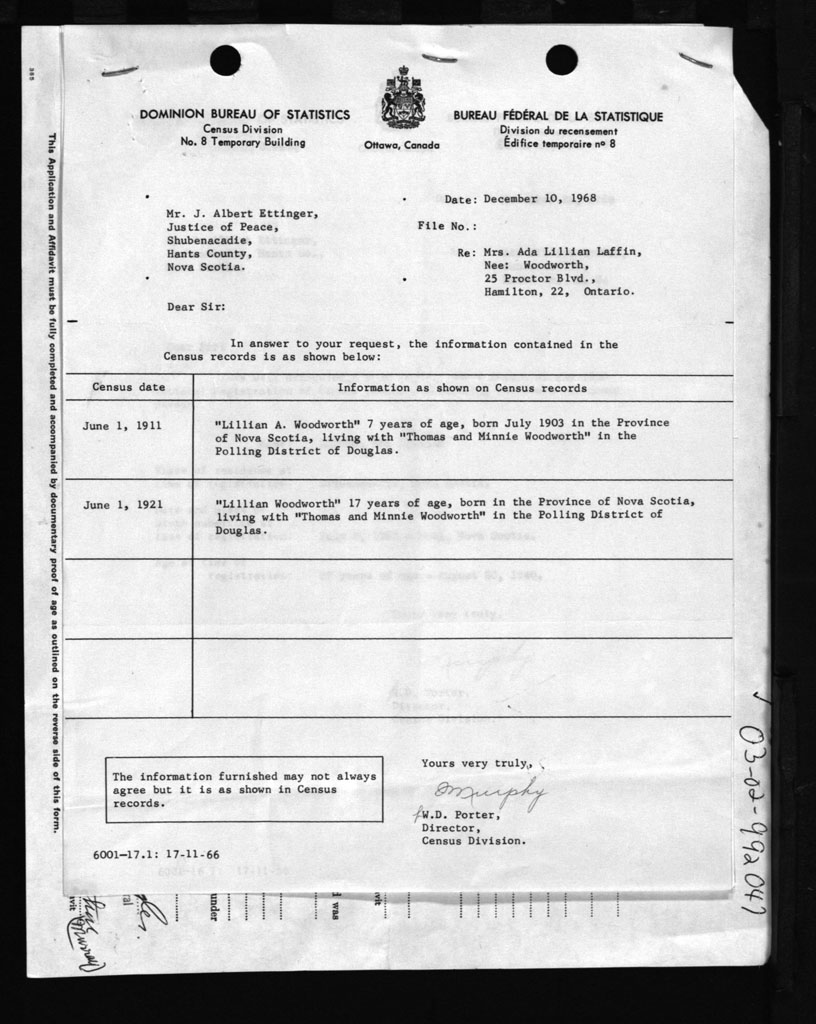 DOMINION BUREAU OF STATISTICS
Census Division
No. 8 Temporary Building
Ottawa, Canada
BUREAU FÉDÉRAL DE LA STATISTIQUE
Division du recensement
Édifice temporaire nº 8
Date: December 10, 1968
Mr. J. Albert Ettinger,
Justice of Peace,
Shubenacadie,
Hants County,
Nova Scotia.
File No.:
Re: Mrs. Ada Lillian Laffin,
Nee: Woodworth,
25 Proctor Blvd.,
Hamilton, 22, Ontario.
Dear Sir:
In answer to your request, the information contained in the
Census records is as shown below:
Census date
Information as shown on Census records
June 1, 1911
"Lillian A. Woodworth" 7 years of age, born July 1903 in the Province
of Nova Scotia, living with "Thomas and Minnie Woodworth" in the
Polling District of Douglas.
June 1, 1921
"Lillian Woodworth" 17 years of age, born in the Province of Nova Scotia,
living with "Thomas and Minnie Woodworth" in the Polling District of
Douglas.
The information furnished may not always
agree but it is as shown in Census
records.
Yours very truly,
Murphy
W.D. Porter,
Director,
Census Division.
6001-17.1: 17-11-66
This Application and Affidavit must be fully completed and accompanied by documentary proof of age as outlined on the reverse side of this form.
03-02-992047
under
was
Murray